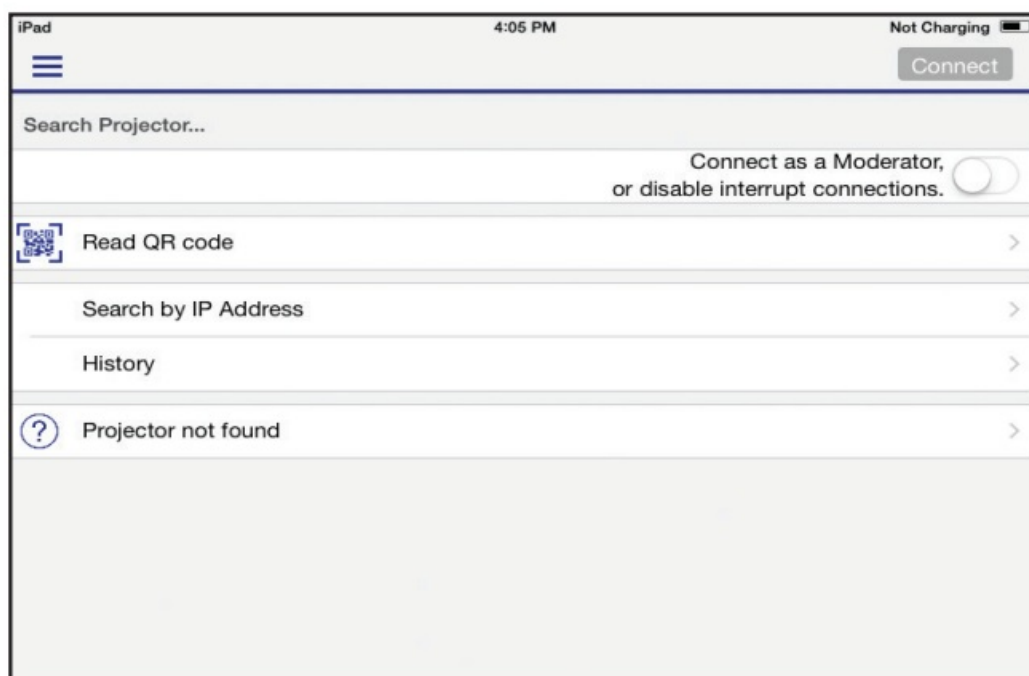 iPad 4:05 PM Not Charging
Connect
Search Projector...
Connect as a Moderator,
or disable interrupt connections.
Read QR code
Search by IP Address
History
? Projector not found